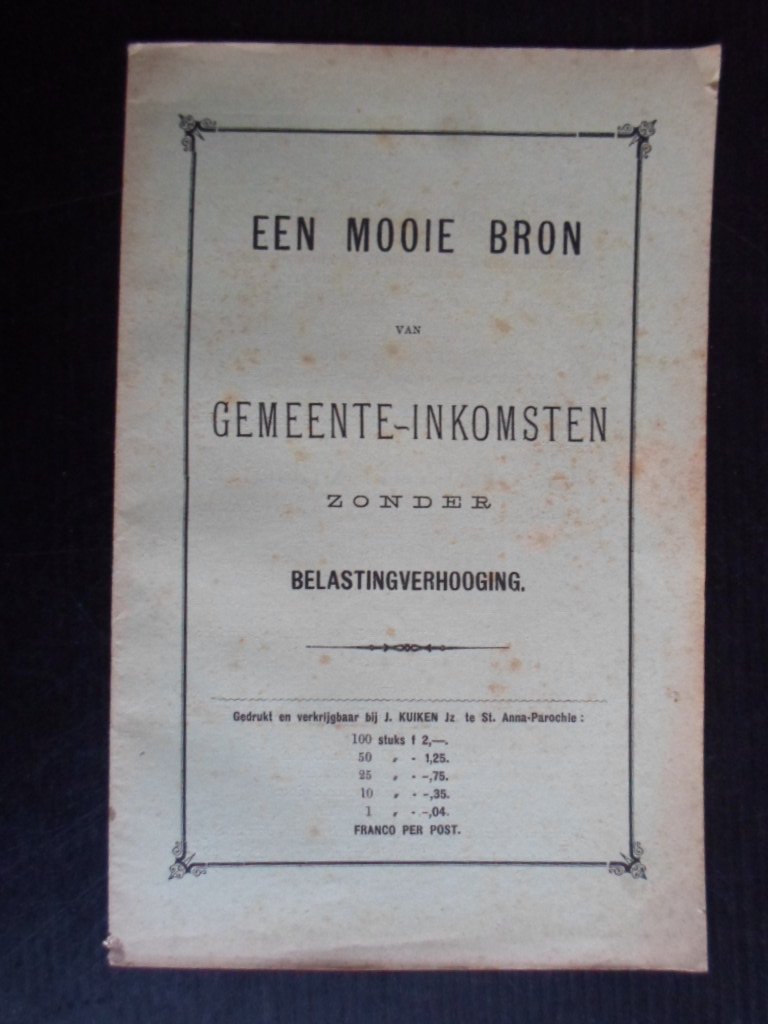 EEN MOOIE BRON
VAN
GEMEENTE-INKOMSTEN
ZONDER
BELASTINGVERHOOGING.
Gedrukt en verkrijgbaar bij J. KUIKEN Jz. te St. Anna-Parochie:
100 stuks f 2,—.
50 „ - 1,25.
25 „ - -,75.
10 „ - -,35.
1 „ - -,04.
FRANCO PER POST.